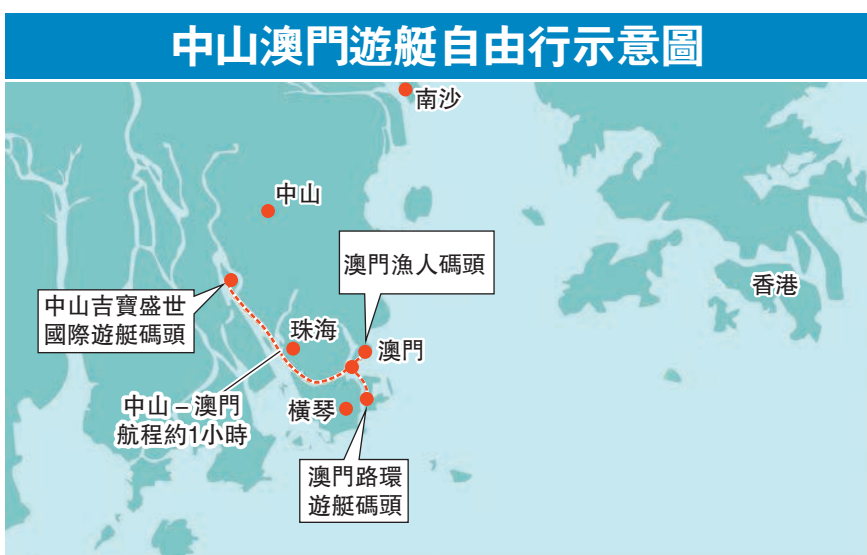 中山澳門遊艇自由行示意圖
南沙
中山
澳門漁人碼頭
香港
中山吉寶盛世
國際遊艇碼頭
珠海
澳門
中山–澳門
航程約1小時
橫琴
澳門路環
遊艇碼頭